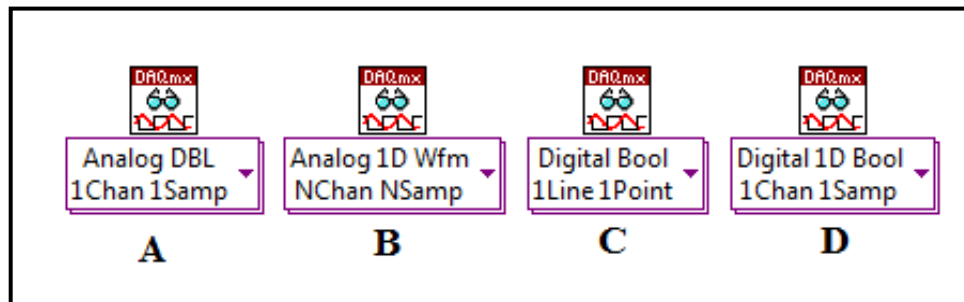 DAQmx DAQmx DAQmx DAQmx
Analog DBL
1Chan 1Samp
Analog 1D Wfm
NChan NSamp
Digital Bool
1Line 1Point
Digital 1D Bool
1Chan 1Samp
A B C D